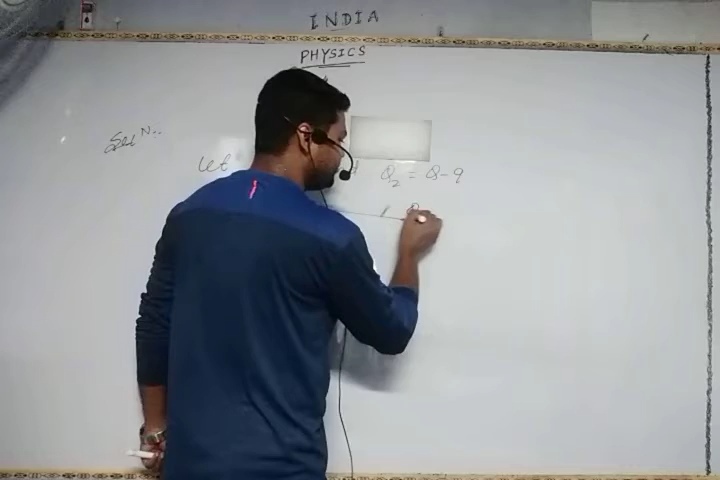 INDIA
PHYSICS
Sol N..
Let
Q₂ = Q-q